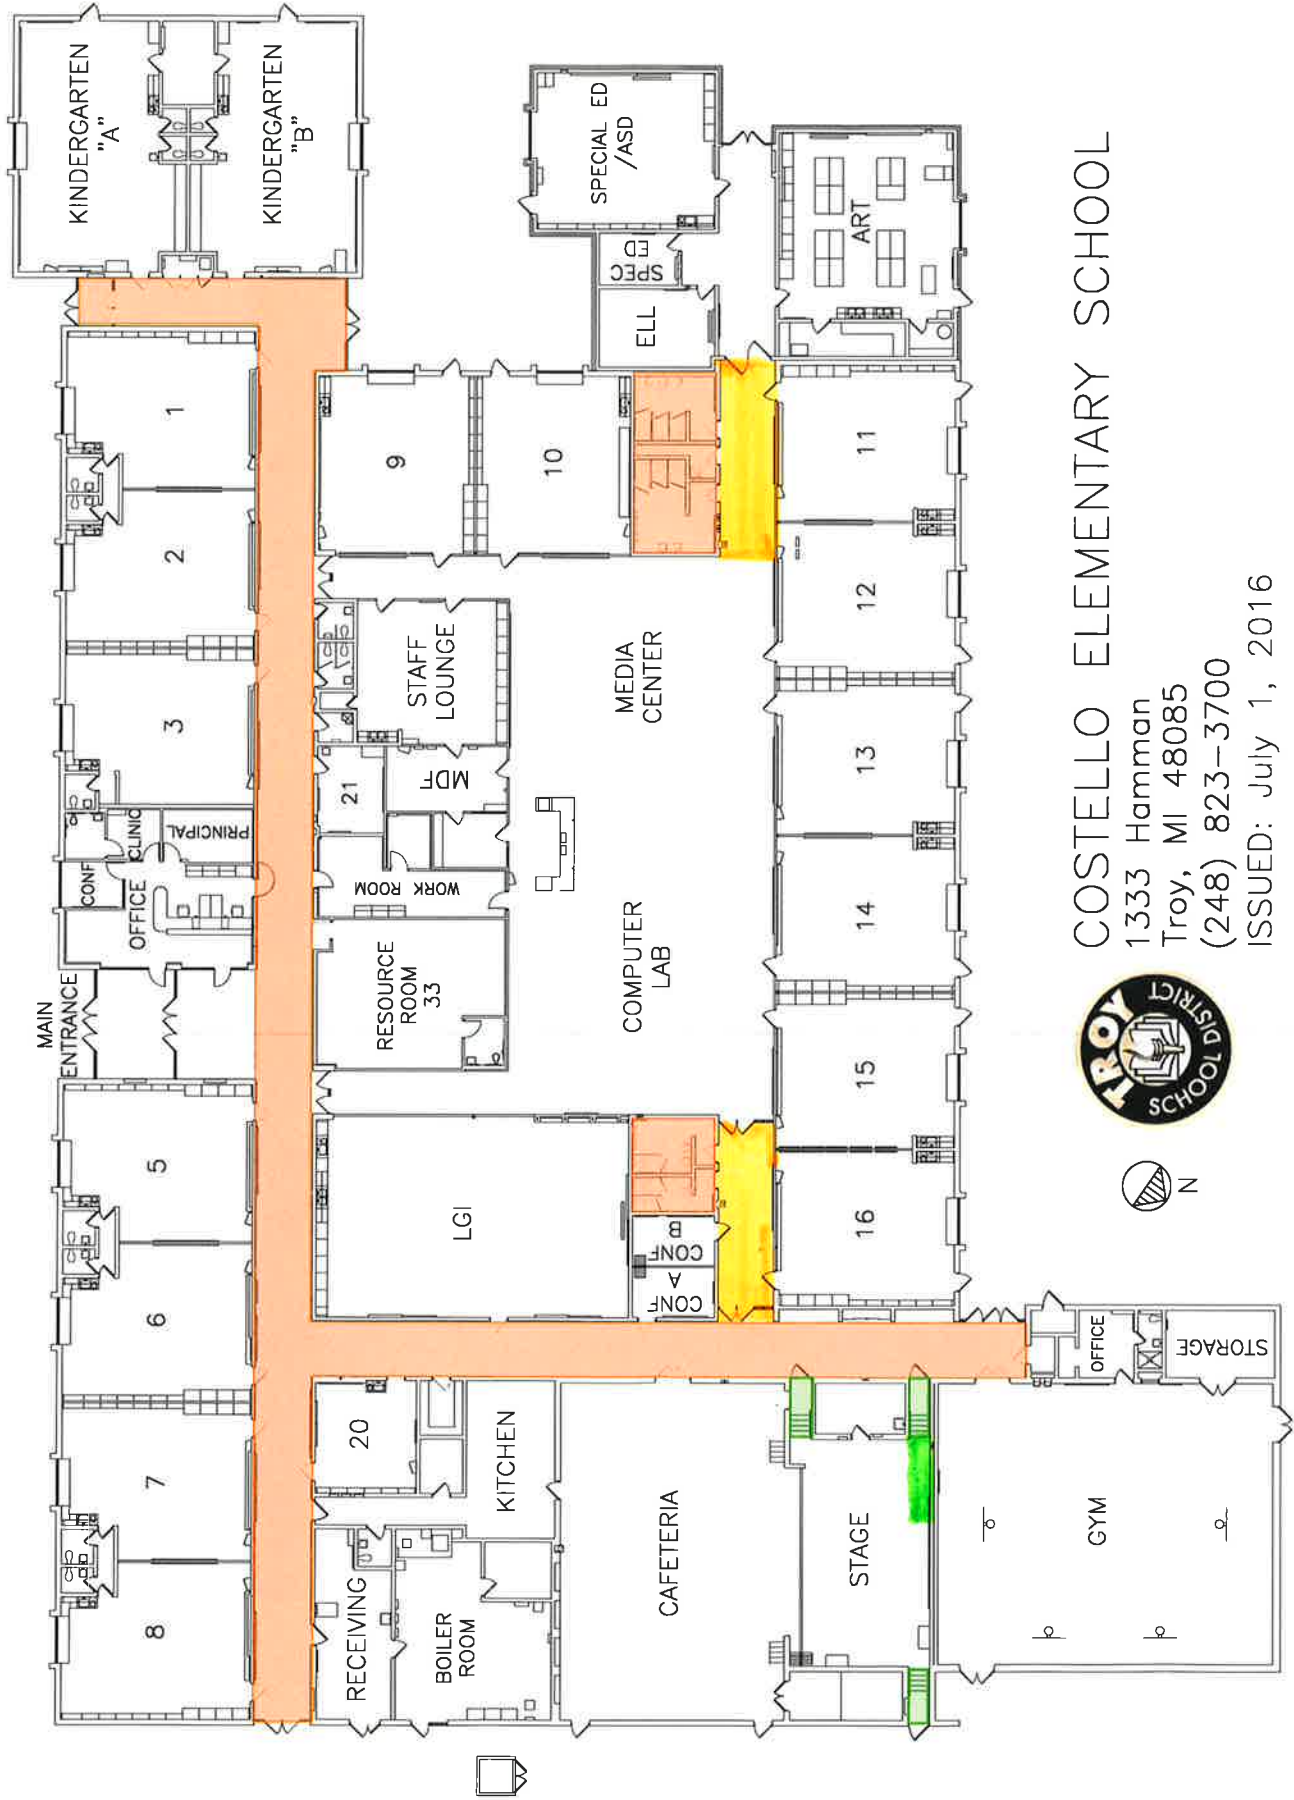 KINDERGARTEN
"A"
KINDERGARTEN
"B"
SPECIAL ED
/ASD
SPEC
ED
ELL
ART
1
2
3
CLINIC
PRINCIPAL
CONF
OFFICE
MAIN
ENTRANCE
5
6
7
8
9
10
STAFF
LOUNGE
21
MDF
WORK ROOM
RESOURCE
ROOM
33
MEDIA
CENTER
COMPUTER
LAB
LGI
CONF
B
CONF
A
11
12
13
14
15
16
20
KITCHEN
RECEIVING
BOILER
ROOM
CAFETERIA
STAGE
GYM
OFFICE
STORAGE
COSTELLO ELEMENTARY SCHOOL
1333 Hamman
Troy, MI 48085
(248) 823-3700
ISSUED: July 1, 2016
TROY
SCHOOL DISTRICT
N